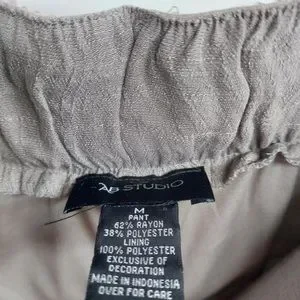 AB STUDIO
M
PANT
62% RAYON
38% POLYESTER
LINING
100% POLYESTER
EXCLUSIVE OF
DECORATION
MADE IN INDONESIA
OVER FOR CARE